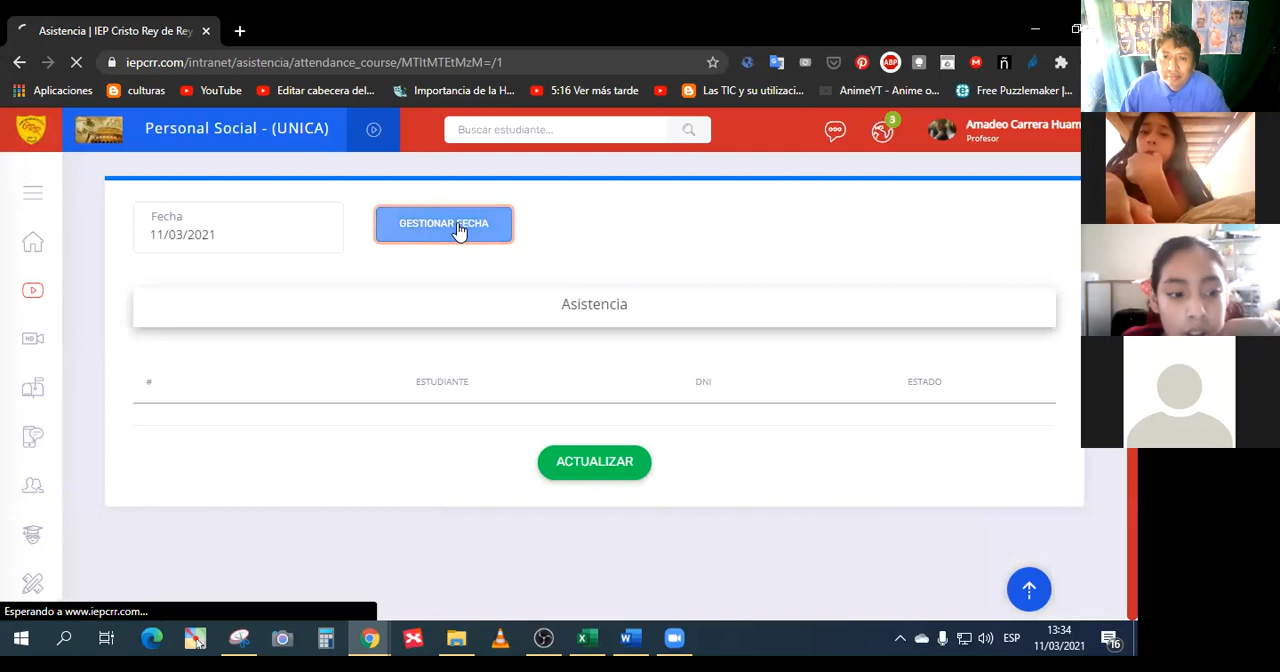 Asistencia | IEP Cristo Rey de Rey
iepcrr.com/intranet/asistencia/attendance_course/MTltMTEtMzM=/1
Aplicaciones culturas YouTube Editar cabecera del... Importancia de la H... 5:16 Ver más tarde Las TIC y su utilizaci... AnimeYT - Anime o... Free Puzzlemaker |...
Personal Social - (UNICA)
Buscar estudiante...
3
Amadeo Carrera Huam
Profesor
Fecha
11/03/2021
GESTIONAR FECHA
Asistencia
# ESTUDIANTE DNI ESTADO
ACTUALIZAR
HD
Esperando a www.iepcrr.com...
ESP
13:34
11/03/2021
16